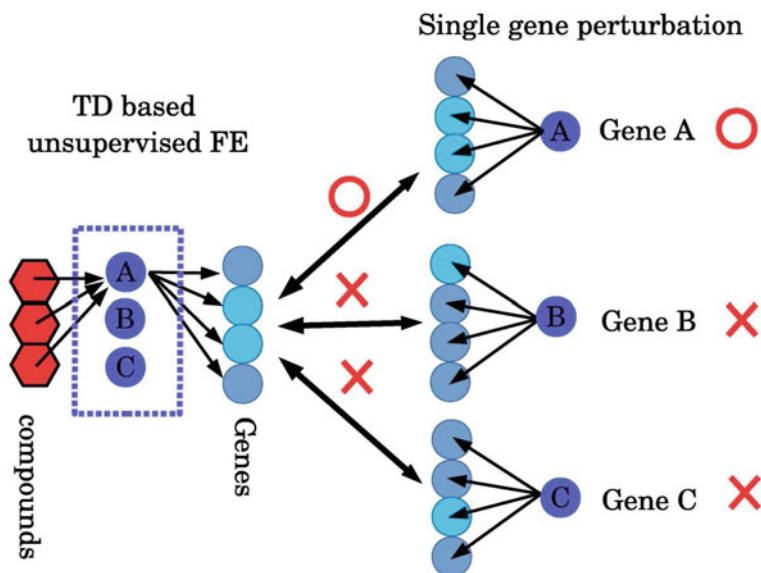 Single gene perturbation
TD based
unsupervised FE
A
Gene A
A
B
C
B
Gene B
compounds
Genes
C
Gene C